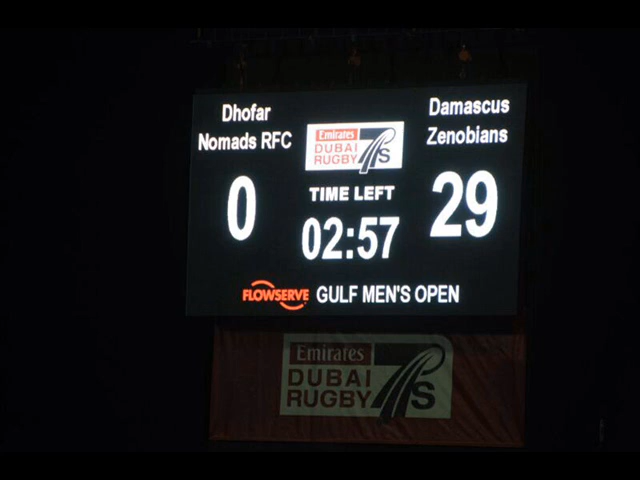 Dhofar
Nomads RFC
0
Emirates
DUBAI
RUGBY 7S
TIME LEFT
02:57
Damascus
Zenobians
29
FLOWSERVE GULF MEN'S OPEN
Emirates
DUBAI
RUGBY 7S